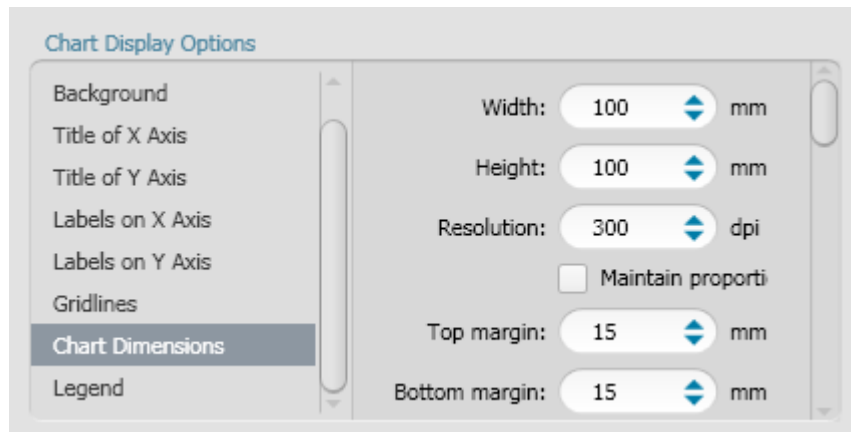 Chart Display Options
Background
Title of X Axis
Title of Y Axis
Labels on X Axis
Labels on Y Axis
Gridlines
Chart Dimensions
Legend
Width: 100 mm
Height: 100 mm
Resolution: 300 dpi
Maintain proporti
Top margin: 15 mm
Bottom margin: 15 mm